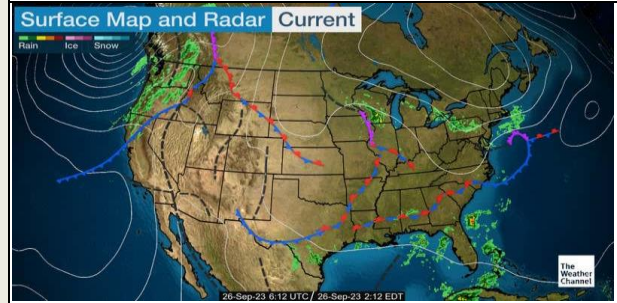 Surface Map and Radar Current
Rain Ice Snow
The
Weather
Channel
26-Sep-23 6:12 UTC / 26-Sep-23 2:12 EDT